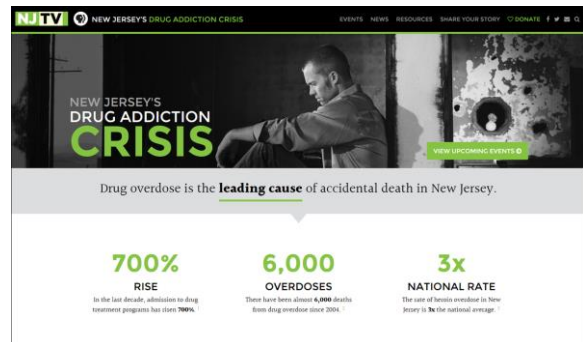 NJTV PBS NEW JERSEY'S DRUG ADDICTION CRISIS EVENTS NEWS RESOURCES SHARE YOUR STORY DONATE
NEW JERSEY'S
DRUG ADDICTION
CRISIS
VIEW UPCOMING EVENTS
Drug overdose is the leading cause of accidental death in New Jersey.
700% 6,000 3x
RISE OVERDOSES NATIONAL RATE
In the last decade, admission to drug There have been almost 6,000 deaths The rate of heroin overdose in New
treatment programs has risen 700%. from drug overdose since 2004. Jersey is 3x the national average.